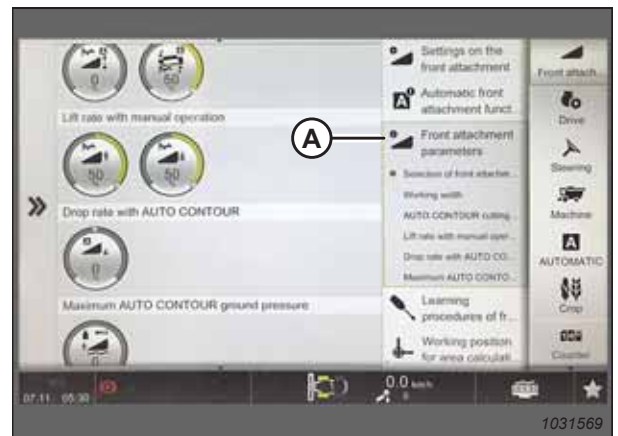 0
50
Lift rate with manual operation
50
50
Drop rate with AUTO CONTOUR
0
Maximum AUTO CONTOUR ground pressure
Settings on the
front attachment
Automatic front
attachment funct...
A
Front attachment
parameters
Selection of front attachm...
Working width
AUTO CONTOUR cutting ...
Lift rate with manual oper...
Drop rate with AUTO CO...
Maximum AUTO CONTO...
Learning
procedures of fr...
Working position
for area calculati...
Front attach...
Drive
Steering
Machine
A
AUTOMATIC
Crop
Counter
07.11 05:30
0.0 km/h
1031569